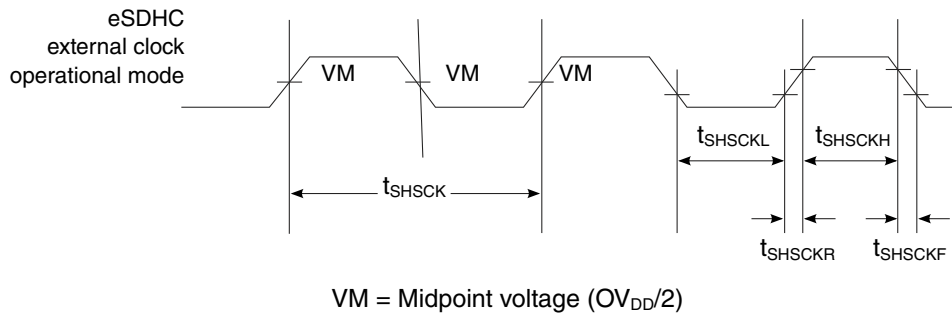 eSDHC
external clock
operational mode
VM VM VM
tSHSCKL tSHSCKH
tSHSCK
tSHSCKR tSHSCKF
VM = Midpoint voltage (OVDD/2)